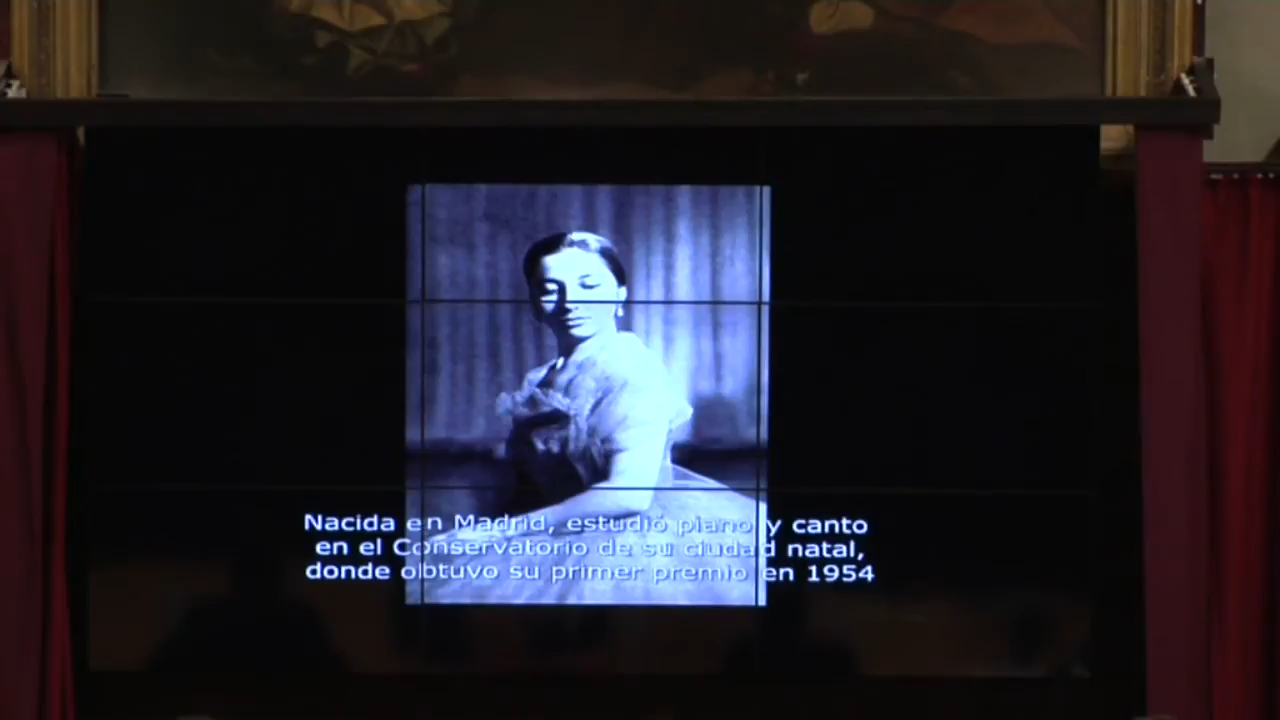 Nacida en Madrid, estudió piano y canto
en el Conservatorio de su ciudad natal,
donde obtuvo su primer premio en 1954